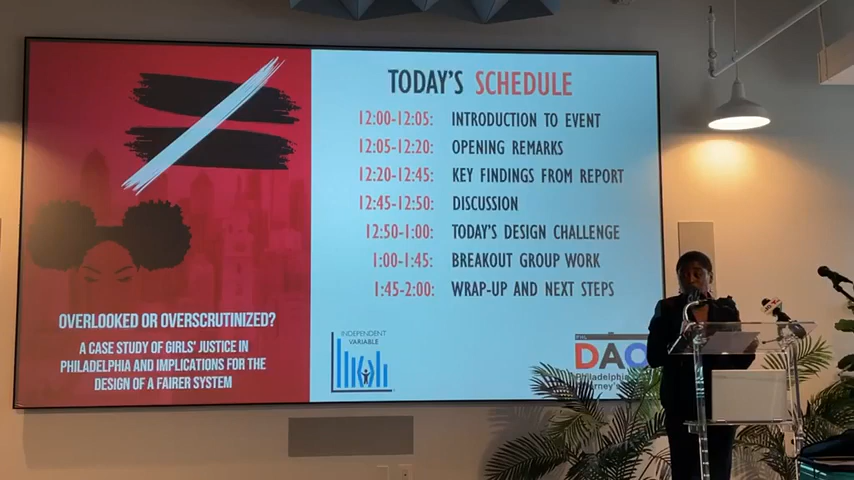 TODAY'S SCHEDULE
12:00-12:05: INTRODUCTION TO EVENT
12:05-12:20: OPENING REMARKS
12:20-12:45: KEY FINDINGS FROM REPORT
12:45-12:50: DISCUSSION
12:50-1:00: TODAY'S DESIGN CHALLENGE
1:00-1:45: BREAKOUT GROUP WORK
1:45-2:00: WRAP-UP AND NEXT STEPS
OVERLOOKED OR OVERSCRUTINIZED?
A CASE STUDY OF GIRLS' JUSTICE IN
PHILADELPHIA AND IMPLICATIONS FOR THE
DESIGN OF A FAIRER SYSTEM
INDEPENDENT
VARIABLE
DAO
Philadelphia